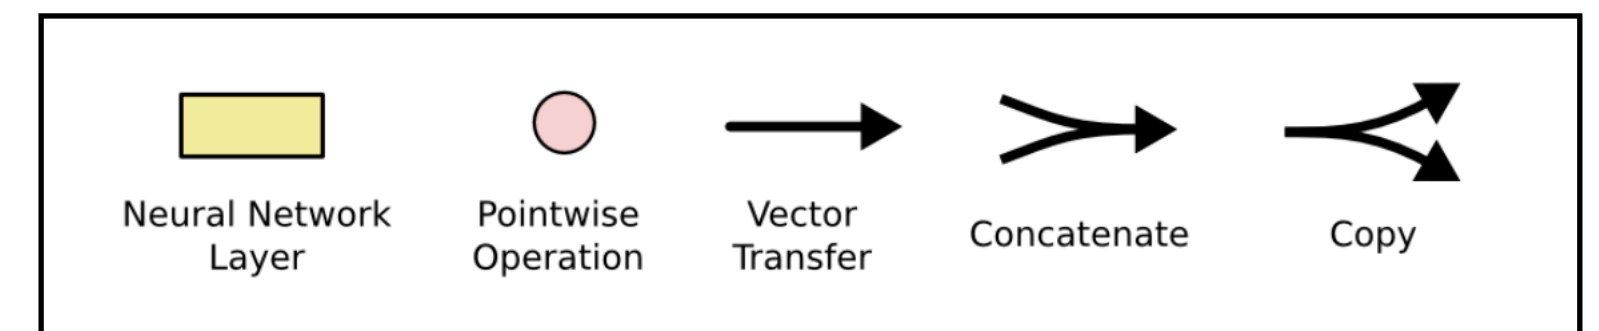 Neural Network
Layer
Pointwise
Operation
Vector
Transfer
Concatenate
Copy